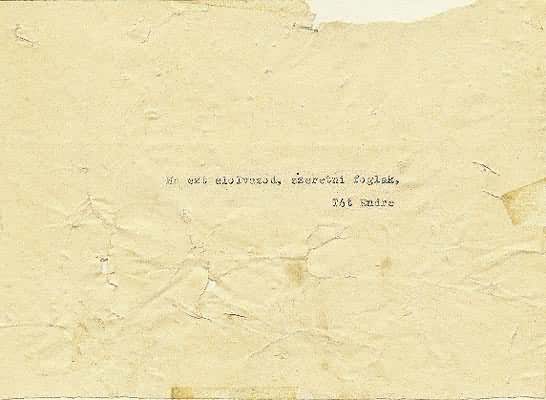 Ha ezt elolvasod, szeretni foglak,
Tót Endre